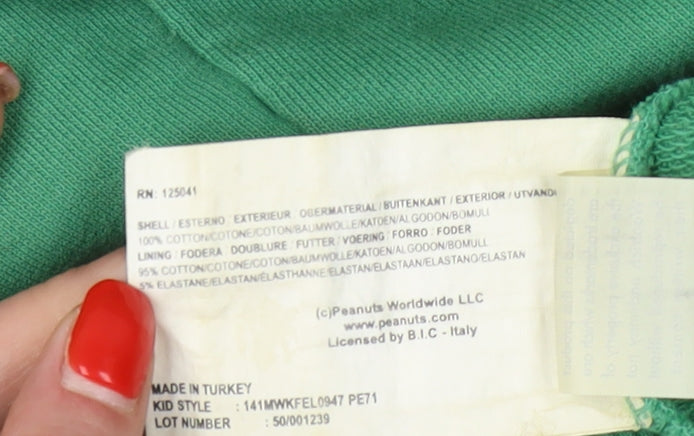 RN: 125041
SHELL / ESTERNO / EXTERIEUR / OBERMATERIAL / BUITENKANT / EXTERIOR / UTVANDI
100% COTTON/COTONE/COTON/BAUMWOLLE/KATOEN/ALGODON/BOMULL
LINING / FODERA / DOUBLURE / FUTTER / VOERING / FORRO / FODER
95% COTTON/COTONE/COTON/BAUMWOLLE/KATOEN/ALGODON/BOMULL
5% ELASTANE/ELASTAN/ELASTHANNE/ELASTAN/ELASTAAN/ELASTANO/ELASTAN
(c)Peanuts Worldwide LLC
www.peanuts.com
Licensed by B.I.C - Italy
MADE IN TURKEY
KID STYLE : 141MWKFEL0947 PE71
LOT NUMBER : 50/001239